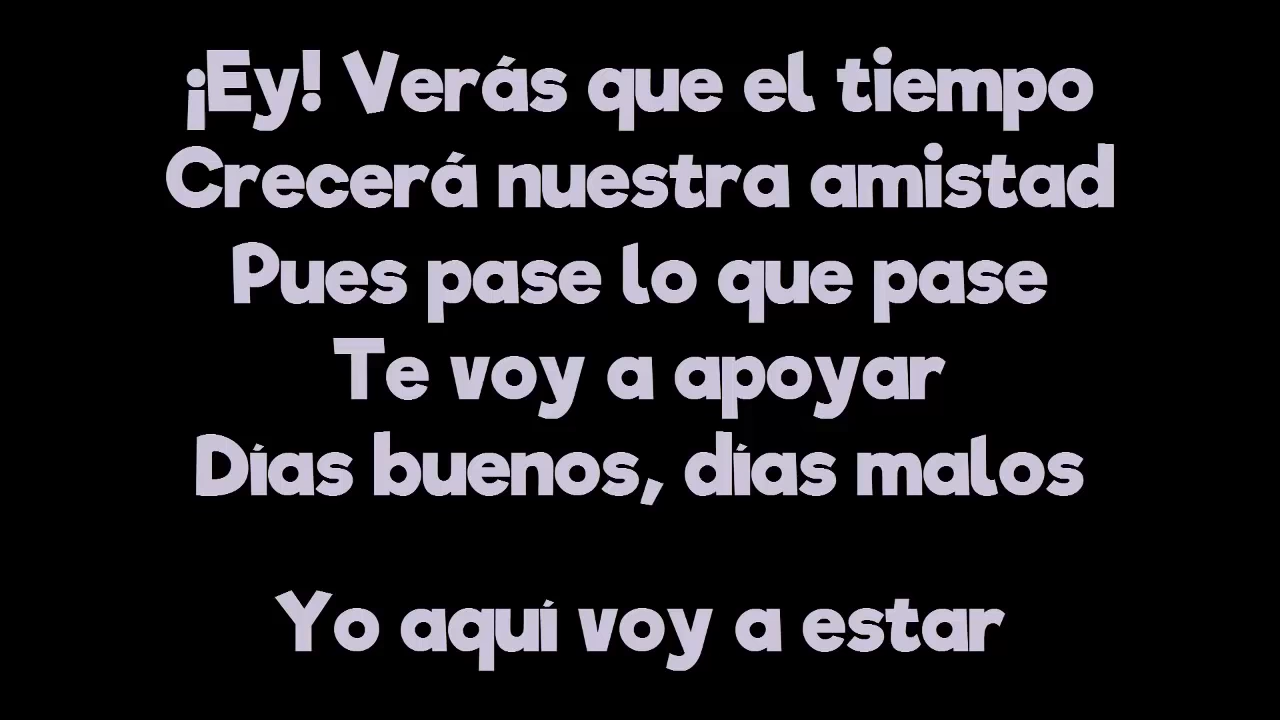 ¡Ey! Verás que el tiempo
Crecerá nuestra amistad
Pues pase lo que pase
Te voy a apoyar
Días buenos, días malos
Yo aquí voy a estar